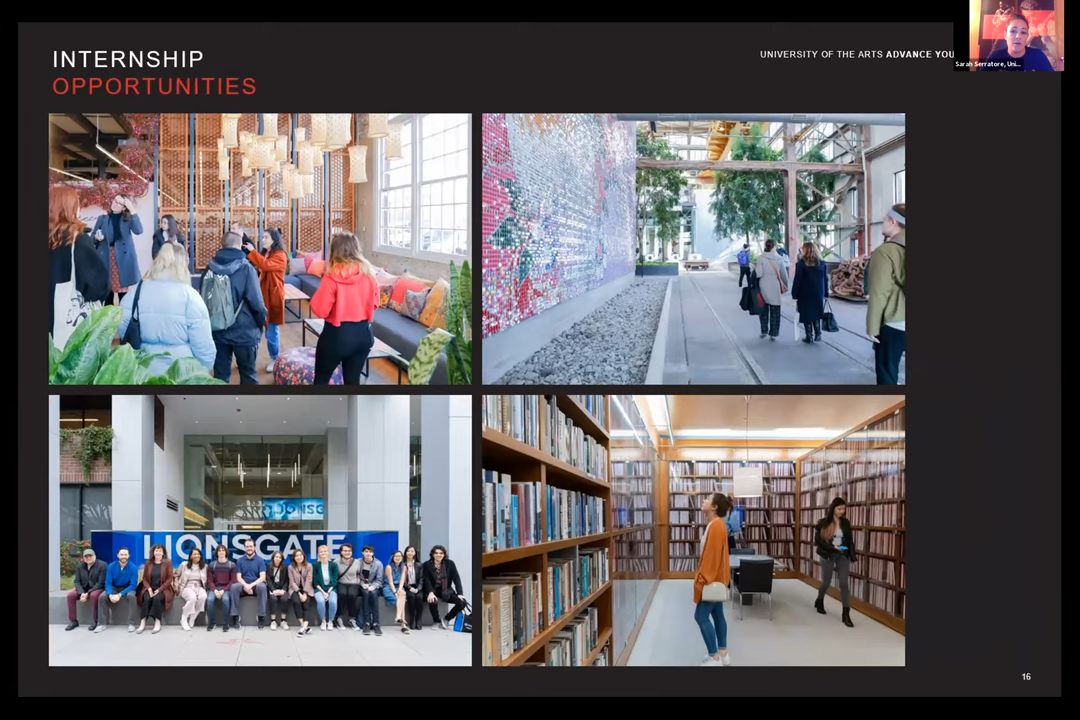 INTERNSHIP
OPPORTUNITIES
UNIVERSITY OF THE ARTS ADVANCE YOU
Sarah Serratore, Uni...
LIONSGATE
16